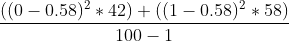 ((0 − 0.58)² * 42) + ((1 − 0.58)² * 58)
100 − 1